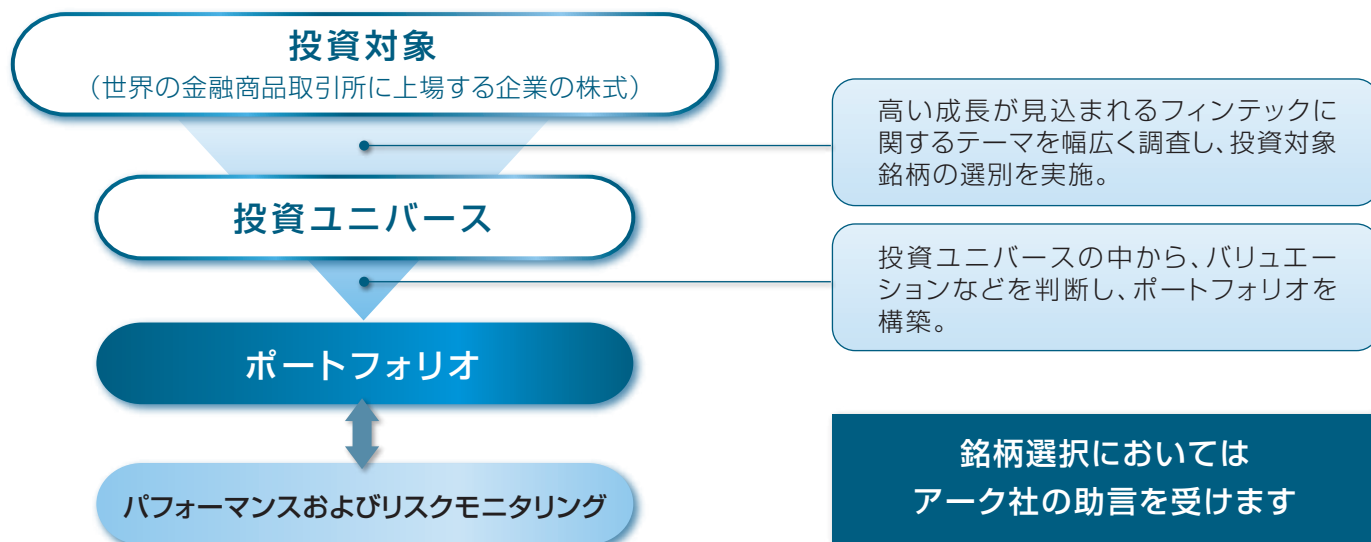 投資対象
(世界の金融商品取引所に上場する企業の株式)
高い成長が見込まれるフィンテックに
関するテーマを幅広く調査し、投資対象
銘柄の選別を実施。
投資ユニバース
投資ユニバースの中から、バリュエー
ションなどを判断し、ポートフォリオを
構築。
ポートフォリオ
パフォーマンスおよびリスクモニタリング
銘柄選択においては
アーク社の助言を受けます